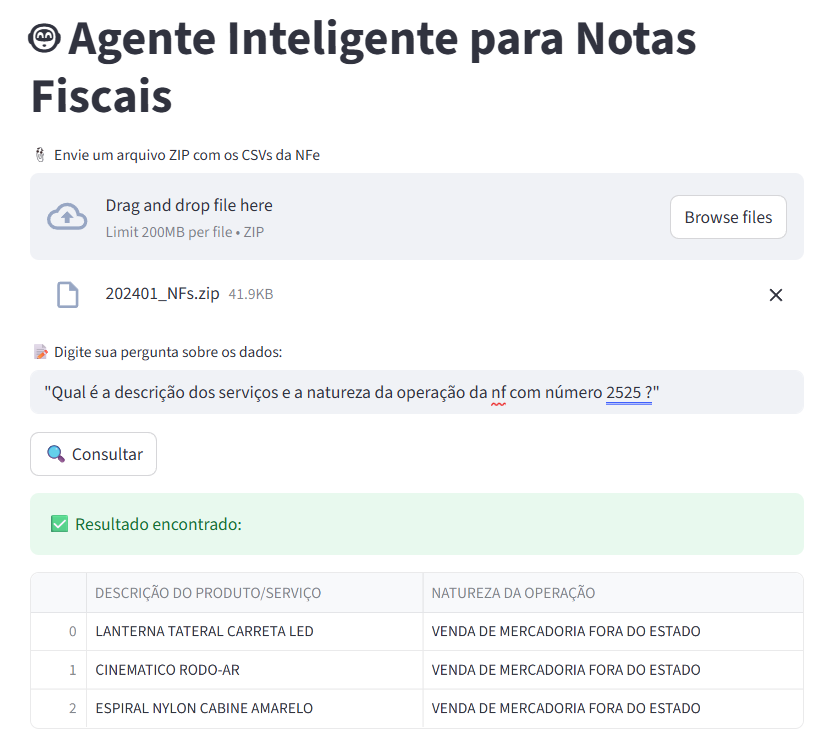 Agente Inteligente para Notas
Fiscais
Envie um arquivo ZIP com os CSVs da NFe
Drag and drop file here
Limit 200MB per file • ZIP
Browse files
202401_NFs.zip 41.9KB
Digite sua pergunta sobre os dados:
"Qual é a descrição dos serviços e a natureza da operação da nf com número 2525 ?"
Consultar
Resultado encontrado:
DESCRIÇÃO DO PRODUTO/SERVIÇO NATUREZA DA OPERAÇÃO
0 LANTERNA TATERAL CARRETA LED VENDA DE MERCADORIA FORA DO ESTADO
1 CINEMATICO RODO-AR VENDA DE MERCADORIA FORA DO ESTADO
2 ESPIRAL NYLON CABINE AMARELO VENDA DE MERCADORIA FORA DO ESTADO